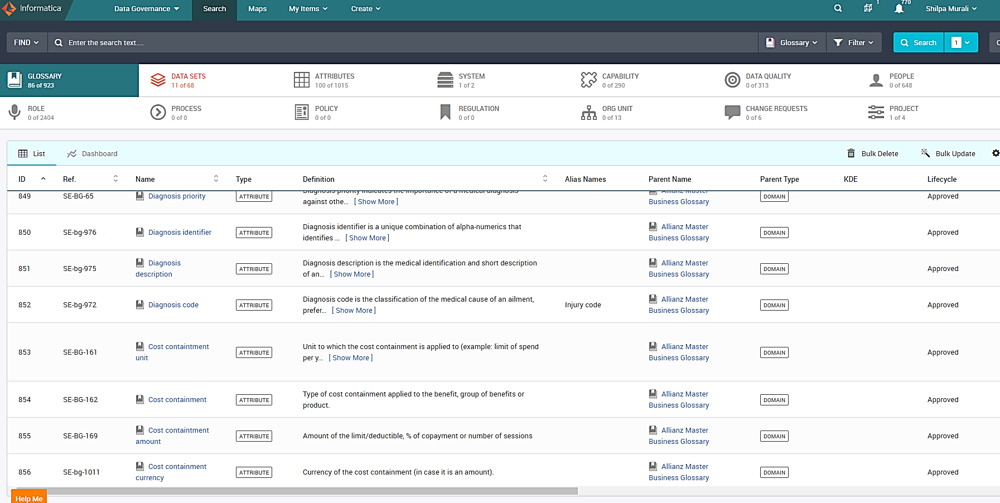 Informatica Data Governance Search Maps My Items Create 1 770 Shilpa Murali
FIND Enter the search text.... Glossary Filter Search 1
GLOSSARY DATA SETS ATTRIBUTES SYSTEM CAPABILITY DATA QUALITY PEOPLE
86 of 923 11 of 68 100 of 1015 1 of 2 0 of 290 0 of 313 0 of 648
ROLE PROCESS POLICY REGULATION ORG UNIT CHANGE REQUESTS PROJECT
0 of 2404 0 of 0 0 of 0 0 of 0 0 of 13 0 of 6 1 of 4
List Dashboard Bulk Delete Bulk Update
ID Ref. Name Type Definition Alias Names Parent Name Parent Type KDE Lifecycle
Diagnosis priority indicates the importance of a medical diagnosis Allianz Master
849 SE-BG-65 Diagnosis priority ATTRIBUTE against othe... [ Show More ] Business Glossary DOMAIN Approved
Diagnosis identifier is a unique combination of alpha-numerics that Allianz Master
850 SE-bg-976 Diagnosis identifier ATTRIBUTE identifies ... [ Show More ] Business Glossary DOMAIN Approved
Diagnosis Diagnosis description is the medical identification and short description Allianz Master
851 SE-bg-975 description ATTRIBUTE of an... [ Show More ] Business Glossary DOMAIN Approved
Diagnosis code is the classification of the medical cause of an ailment, Allianz Master
852 SE-bg-972 Diagnosis code ATTRIBUTE prefer... [ Show More ] Injury code Business Glossary DOMAIN Approved
Cost containtment Unit to which the cost containment is applied to (example: limit of spend Allianz Master
853 SE-BG-161 unit ATTRIBUTE per y... [ Show More ] Business Glossary DOMAIN Approved
Type of cost containment applied to the benefit, group of benefits or Allianz Master
854 SE-BG-162 Cost containment ATTRIBUTE product. Business Glossary DOMAIN Approved
Cost containtment Allianz Master
855 SE-BG-169 amount ATTRIBUTE Amount of the limit/deductible, % of copayment or number of sessions Business Glossary DOMAIN Approved
Cost containment Allianz Master
856 SE-bg-1011 currency ATTRIBUTE Currency of the cost containment (in case it is an amount). Business Glossary DOMAIN Approved
Help Me